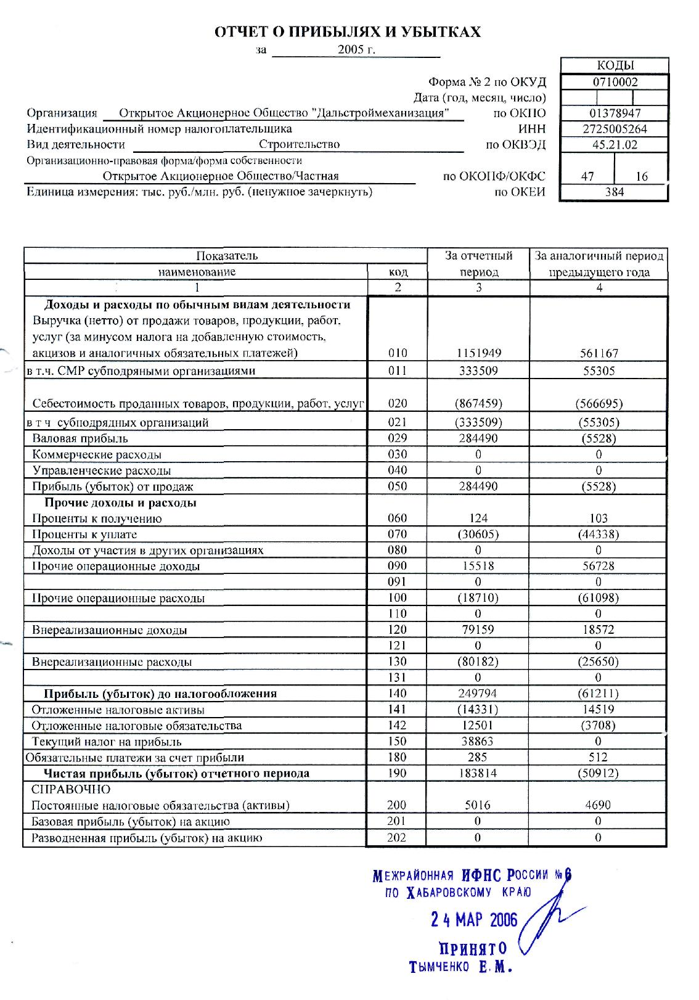 ОТЧЕТ О ПРИБЫЛЯХ И УБЫТКАХ
за 2005 г.
КОДЫ
Форма № 2 по ОКУД 0710002
Дата (год, месяц, число)
Организация Открытое Акционерное Общество "Дальстроймеханизация" по ОКПО 01378947
Идентификационный номер налогоплательщика ИНН 2725005264
Вид деятельности Строительство по ОКВЭД 45.21.02
Организационно-правовая форма/форма собственности
Открытое Акционерное Общество/Частная по ОКОПФ/ОКФС 47 16
Единица измерения: тыс. руб./млн. руб. (ненужное зачеркнуть) по ОКЕИ 384
Показатель За отчетный За аналогичный период
наименование код период предыдущего года
1 2 3 4
Доходы и расходы по обычным видам деятельности
Выручка (нетто) от продажи товаров, продукции, работ,
услуг (за минусом налога на добавленную стоимость,
акцизов и аналогичных обязательных платежей) 010 1151949 561167
в т.ч. СМР субподряными организациями 011 333509 55305
Себестоимость проданных товаров, продукции, работ, услуг 020 (867459) (566695)
в т ч субподрядных организаций 021 (333509) (55305)
Валовая прибыль 029 284490 (5528)
Коммерческие расходы 030 0 0
Управленческие расходы 040 0 0
Прибыль (убыток) от продаж 050 284490 (5528)
Прочие доходы и расходы
Проценты к получению 060 124 103
Проценты к уплате 070 (30605) (44338)
Доходы от участия в других организациях 080 0 0
Прочие операционные доходы 090 15518 56728
091 0 0
Прочие операционные расходы 100 (18710) (61098)
110 0 0
Внереализационные доходы 120 79159 18572
121 0 0
Внереализационные расходы 130 (80182) (25650)
131 0 0
Прибыль (убыток) до налогообложения 140 249794 (61211)
Отложенные налоговые активы 141 (14331) 14519
Отложенные налоговые обязательства 142 12501 (3708)
Текущий налог на прибыль 150 38863 0
Обязательные платежи за счет прибыли 180 285 512
Чистая прибыль (убыток) отчетного периода 190 183814 (50912)
СПРАВОЧНО
Постоянные налоговые обязательства (активы) 200 5016 4690
Базовая прибыль (убыток) на акцию 201 0 0
Разводненная прибыль (убыток) на акцию 202 0 0
МЕЖРАЙОННАЯ ИФНС РОССИИ № 6
ПО ХАБАРОВСКОМУ КРАЮ
24 МАР 2006
ПРИНЯТО
ТЫМЧЕНКО Е.М.